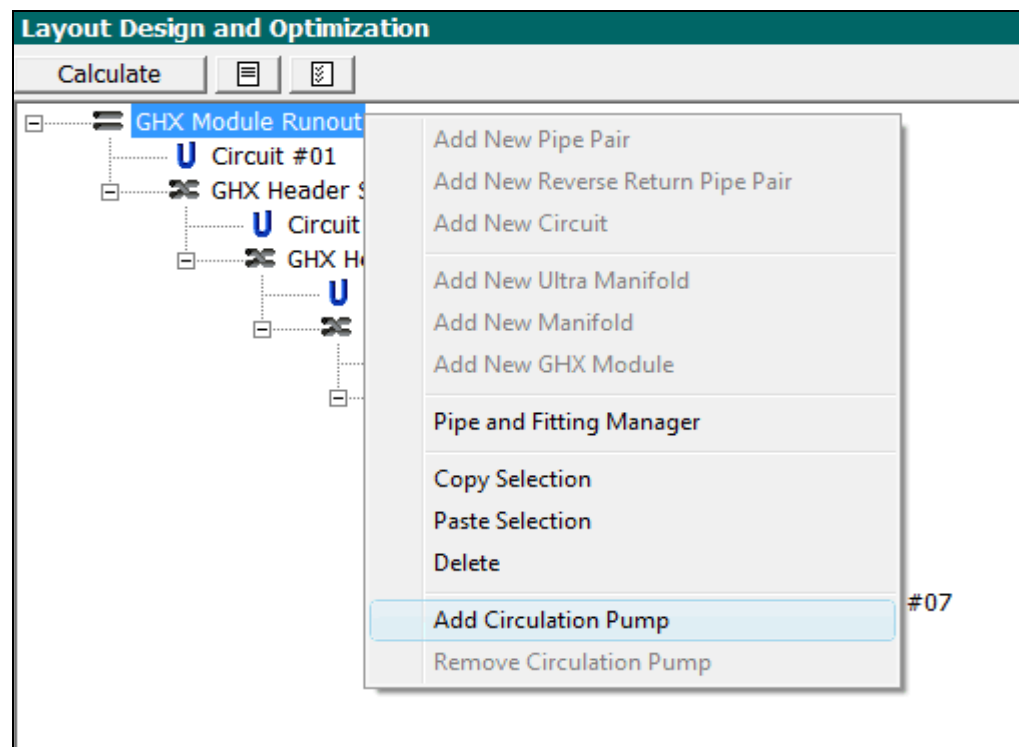 Layout Design and Optimization
Calculate
GHX Module Runout
Circuit #01
GHX Header S
Circuit
GHX He
Add New Pipe Pair
Add New Reverse Return Pipe Pair
Add New Circuit
Add New Ultra Manifold
Add New Manifold
Add New GHX Module
Pipe and Fitting Manager
Copy Selection
Paste Selection
Delete
Add Circulation Pump
#07
Remove Circulation Pump